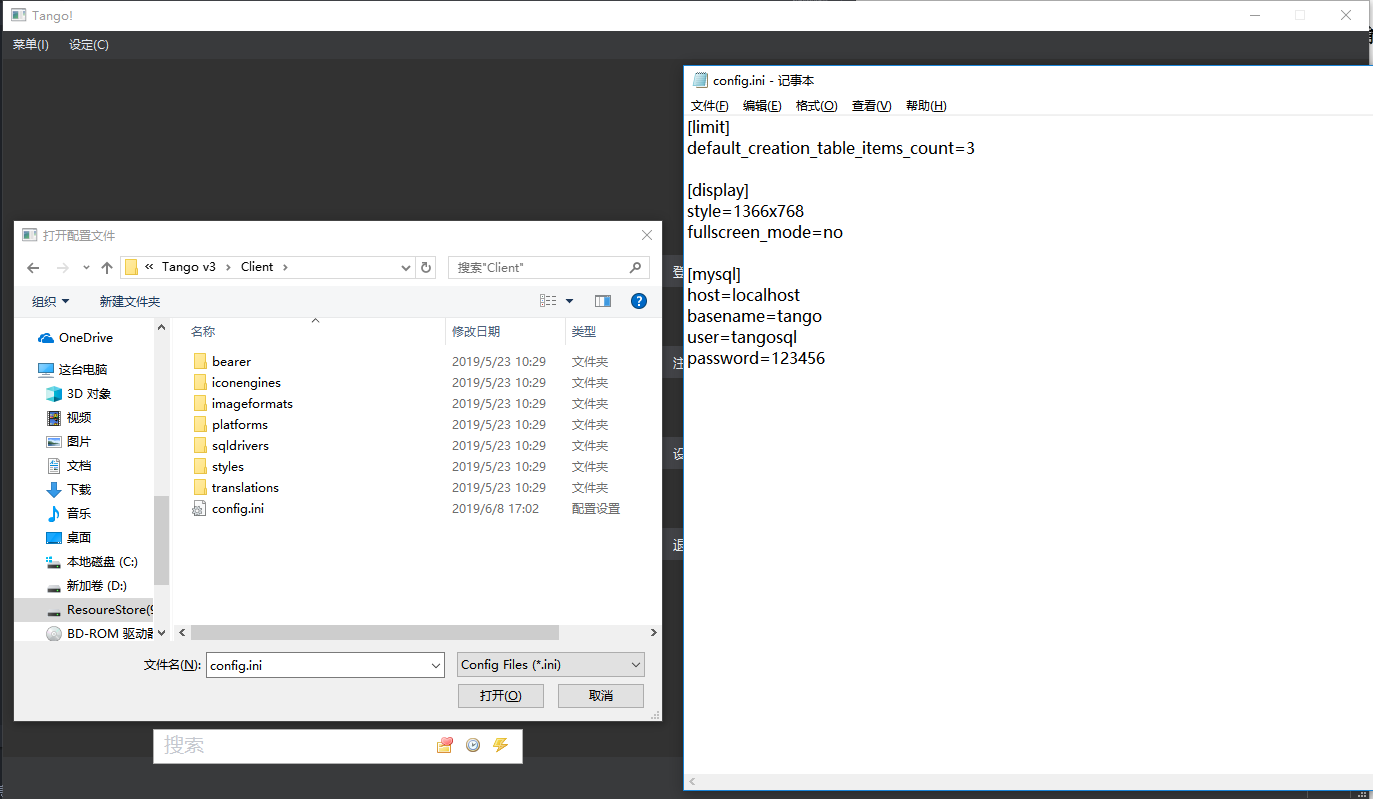 Tango!
菜单(I) 设定(C)
打开配置文件
« Tango v3 › Client ›
搜索"Client"
组织 新建文件夹
OneDrive
这台电脑
3D 对象
视频
图片
文档
下载
音乐
桌面
本地磁盘 (C:)
新加卷 (D:)
ResoureStore(
BD-ROM 驱动器
名称 修改日期 类型
bearer 2019/5/23 10:29 文件夹
iconengines 2019/5/23 10:29 文件夹
imageformats 2019/5/23 10:29 文件夹
platforms 2019/5/23 10:29 文件夹
sqldrivers 2019/5/23 10:29 文件夹
styles 2019/5/23 10:29 文件夹
translations 2019/5/23 10:29 文件夹
config.ini 2019/6/8 17:02 配置设置
文件名(N): config.ini Config Files (*.ini)
打开(O) 取消
搜索
登
注
设
退
config.ini - 记事本
文件(F) 编辑(E) 格式(O) 查看(V) 帮助(H)
[limit]
default_creation_table_items_count=3
[display]
style=1366x768
fullscreen_mode=no
[mysql]
host=localhost
basename=tango
user=tangosql
password=123456